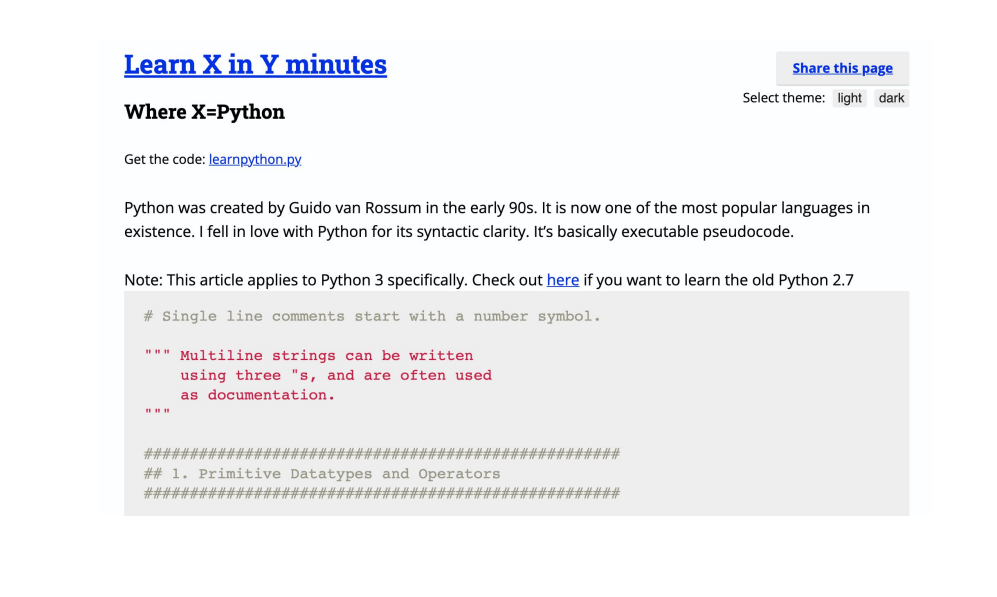 Learn X in Y minutes
Share this page
Select theme: light dark
Where X=Python
Get the code: learnpython.py
Python was created by Guido van Rossum in the early 90s. It is now one of the most popular languages in
existence. I fell in love with Python for its syntactic clarity. It’s basically executable pseudocode.
Note: This article applies to Python 3 specifically. Check out here if you want to learn the old Python 2.7
# Single line comments start with a number symbol.
""" Multiline strings can be written
    using three "s, and are often used
    as documentation.
"""
####################################################
## 1. Primitive Datatypes and Operators
####################################################